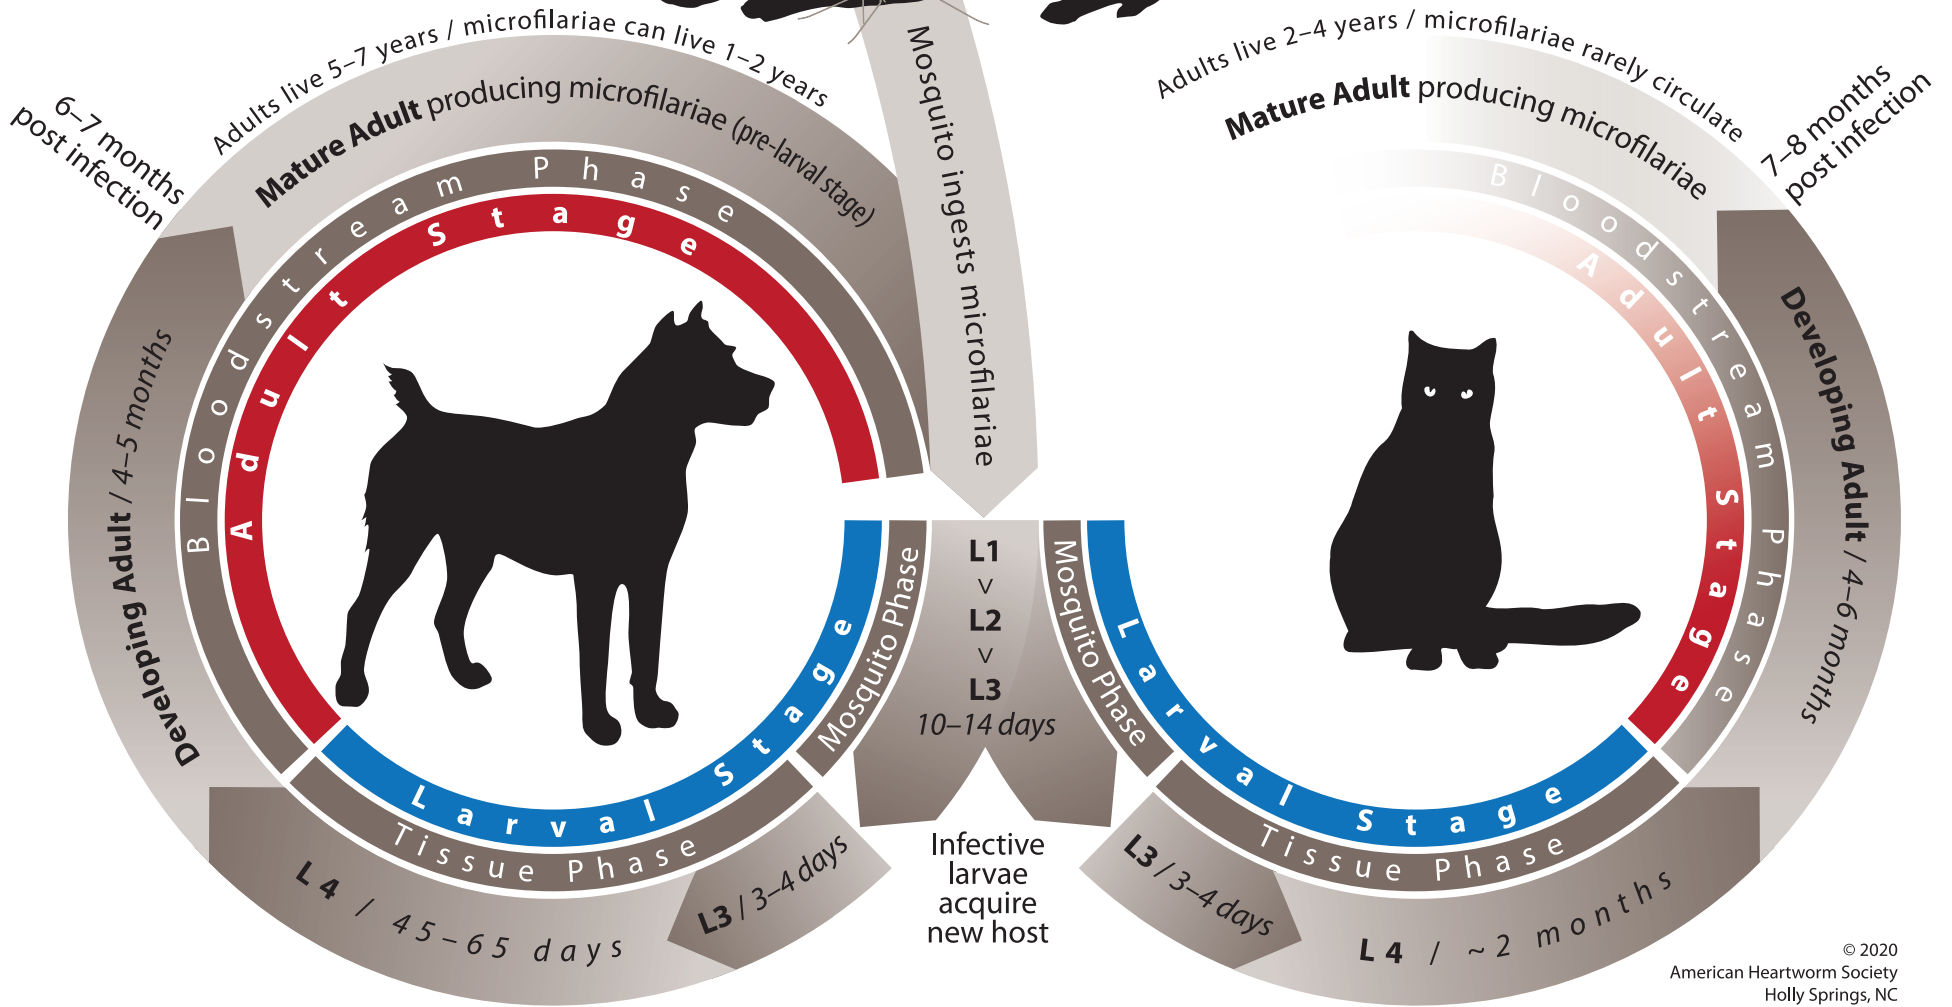 Adults live 5–7 years / microfilariae can live 1–2 years
6–7 months
post infection
Mature Adult producing microfilariae (pre-larval stage)
Bloodstream Phase
Adult Stage
Developing Adult / 4–5 months
Mosquito ingests microfilariae
L1
<
L2
<
L3
10–14 days
Mosquito Phase
Larval Stage
Tissue Phase
L3 / 3–4 days
L4 / 45–65 days
Infective
larvae
acquire
new host
Adults live 2–4 years / microfilariae rarely circulate
7–8 months
post infection
Mature Adult producing microfilariae
Bloodstream Phase
Adult Stage
Developing Adult / 4–6 months
Mosquito Phase
Larval Stage
Tissue Phase
L3 / 3–4 days
L4 / ~2 months
© 2020
American Heartworm Society
Holly Springs, NC